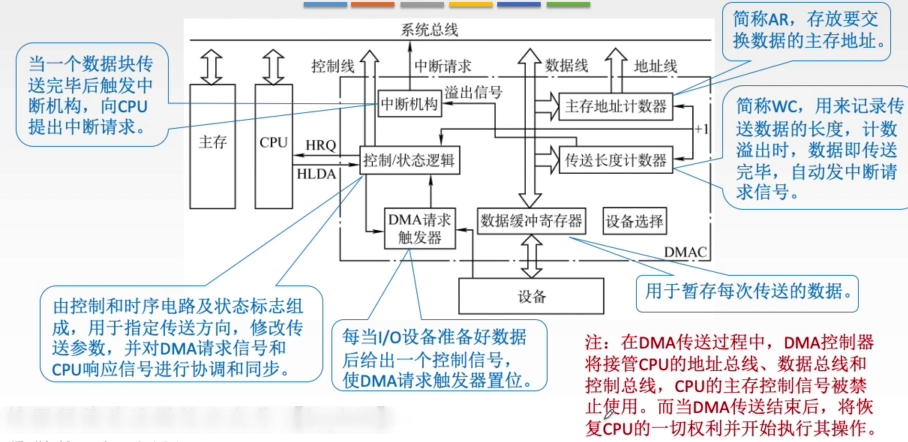 系统总线
简称AR，存放要交
换数据的主存地址。
当一个数据块传
送完毕后触发中
断机构，向CPU
提出中断请求。
控制线
中断请求
数据线
地址线
溢出信号
中断机构
主存地址计数器
简称WC，用来记录传
送数据的长度，计数
溢出时，数据即传送
完毕，自动发中断请
求信号。
+1
主存
CPU
HRQ
HLDA
控制/状态逻辑
传送长度计数器
DMA请求
触发器
数据缓冲寄存器
设备选择
DMAC
设备
用于暂存每次传送的数据。
由控制和时序电路及状态标志组
成，用于指定传送方向，修改传
送参数，并对DMA请求信号和
CPU响应信号进行协调和同步。
每当I/O设备准备好数据
后给出一个控制信号，
使DMA请求触发器置位。
注：在DMA传送过程中，DMA控制器
将接管CPU的地址总线、数据总线和
控制总线，CPU的主存控制信号被禁
止使用。而当DMA传送结束后，将恢
复CPU的一切权利并开始执行其操作。